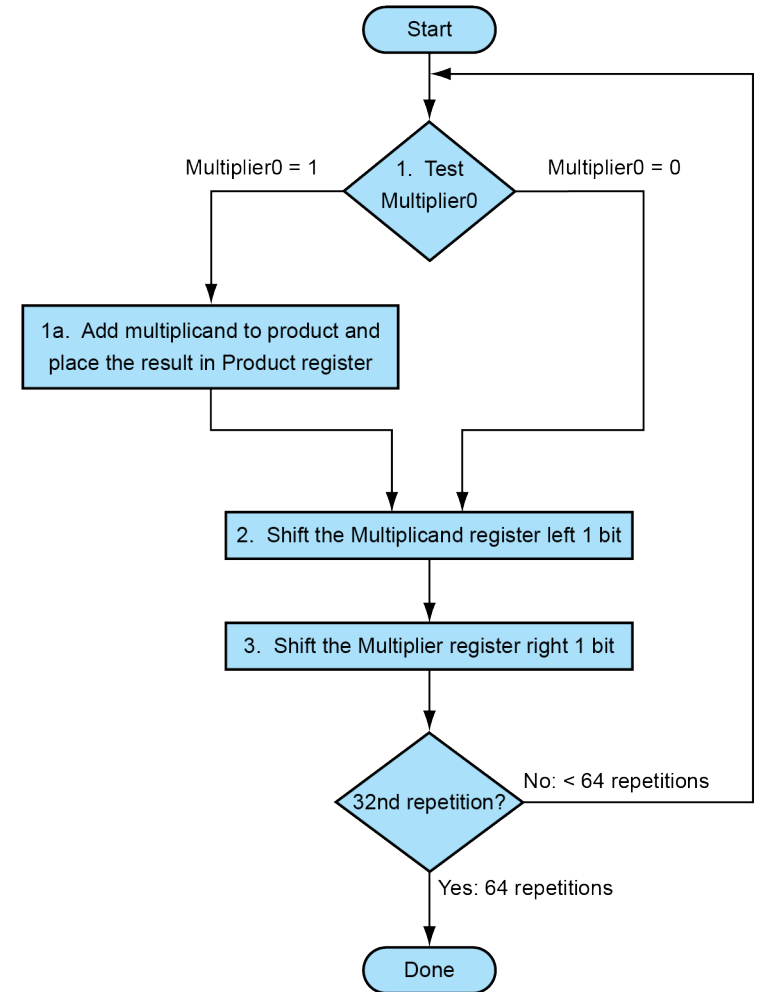 Start
Multiplier0 = 1
1. Test
Multiplier0
Multiplier0 = 0
1a. Add multiplicand to product and
place the result in Product register
2. Shift the Multiplicand register left 1 bit
3. Shift the Multiplier register right 1 bit
32nd repetition?
No: < 64 repetitions
Yes: 64 repetitions
Done